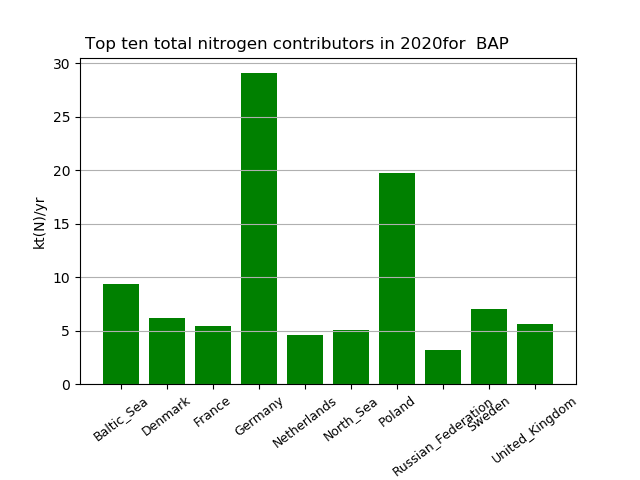 Top ten total nitrogen contributors in 2020for  BAP
kt(N)/yr
30
25
20
15
10
5
0
Baltic_Sea
Denmark
France
Germany
Netherlands
North_Sea
Poland
Russian_Federation
Sweden
United_Kingdom